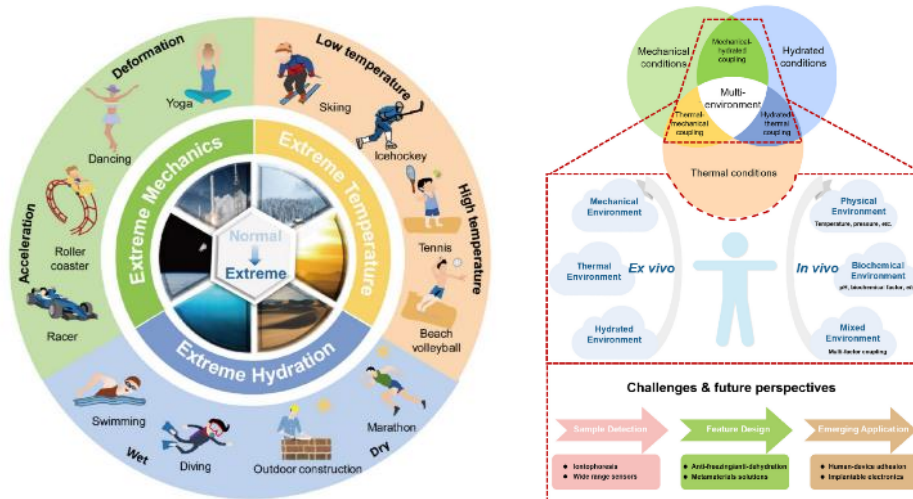 Deformation
Yoga
Dancing
Acceleration
Roller
coaster
Racer
Low temperature
Skiing
Icehockey
High temperature
Tennis
Beach
volleyball
Extreme Mechanics
Extreme Temperature
Extreme Hydration
Normal
Extreme
Swimming
Wet
Diving
Outdoor construction
Marathon
Dry
Mechanical
conditions
Mechanical-
hydrated
coupling
Hydrated
conditions
Multi-
environment
Thermal-
mechanical
coupling
Hydrated-
thermal
coupling
Thermal conditions
Mechanical
Environment
Thermal
Environment
Hydrated
Environment
Ex vivo
In vivo
Physical
Environment
Temperature, pressure, etc.
Biochemical
Environment
pH, biochemical factor, et
Mixed
Environment
Multi-factor coupling
Challenges & future perspectives
Sample Detection
Iontophoresis
Wide range sensors
Feature Design
Anti-freezing/anti-dehydration
Metamaterials solutions
Emerging Application
Human-device adhesion
Implantable electronics